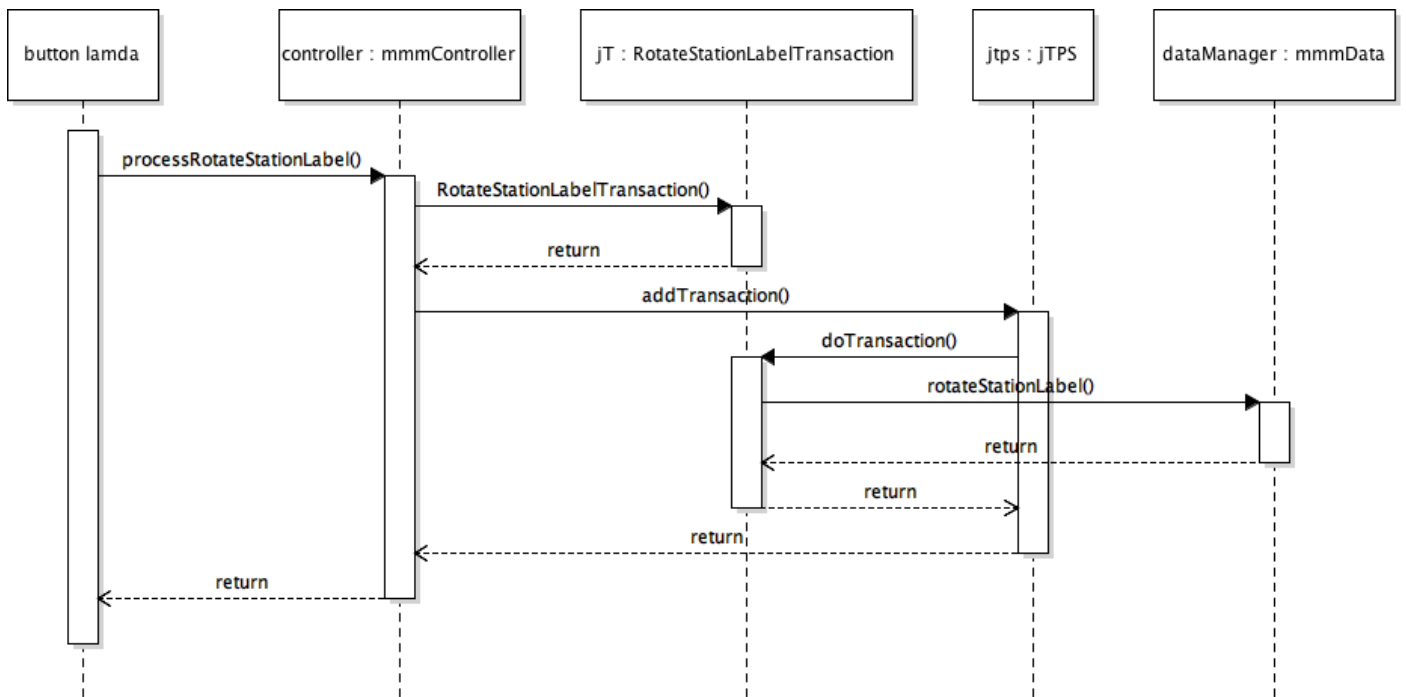 button lamda
controller : mmmController
jT : RotateStationLabelTransaction
jtps : jTPS
dataManager : mmmData
processRotateStationLabel()
RotateStationLabelTransaction()
return
addTransaction()
doTransaction()
rotateStationLabel()
return
return
return
return